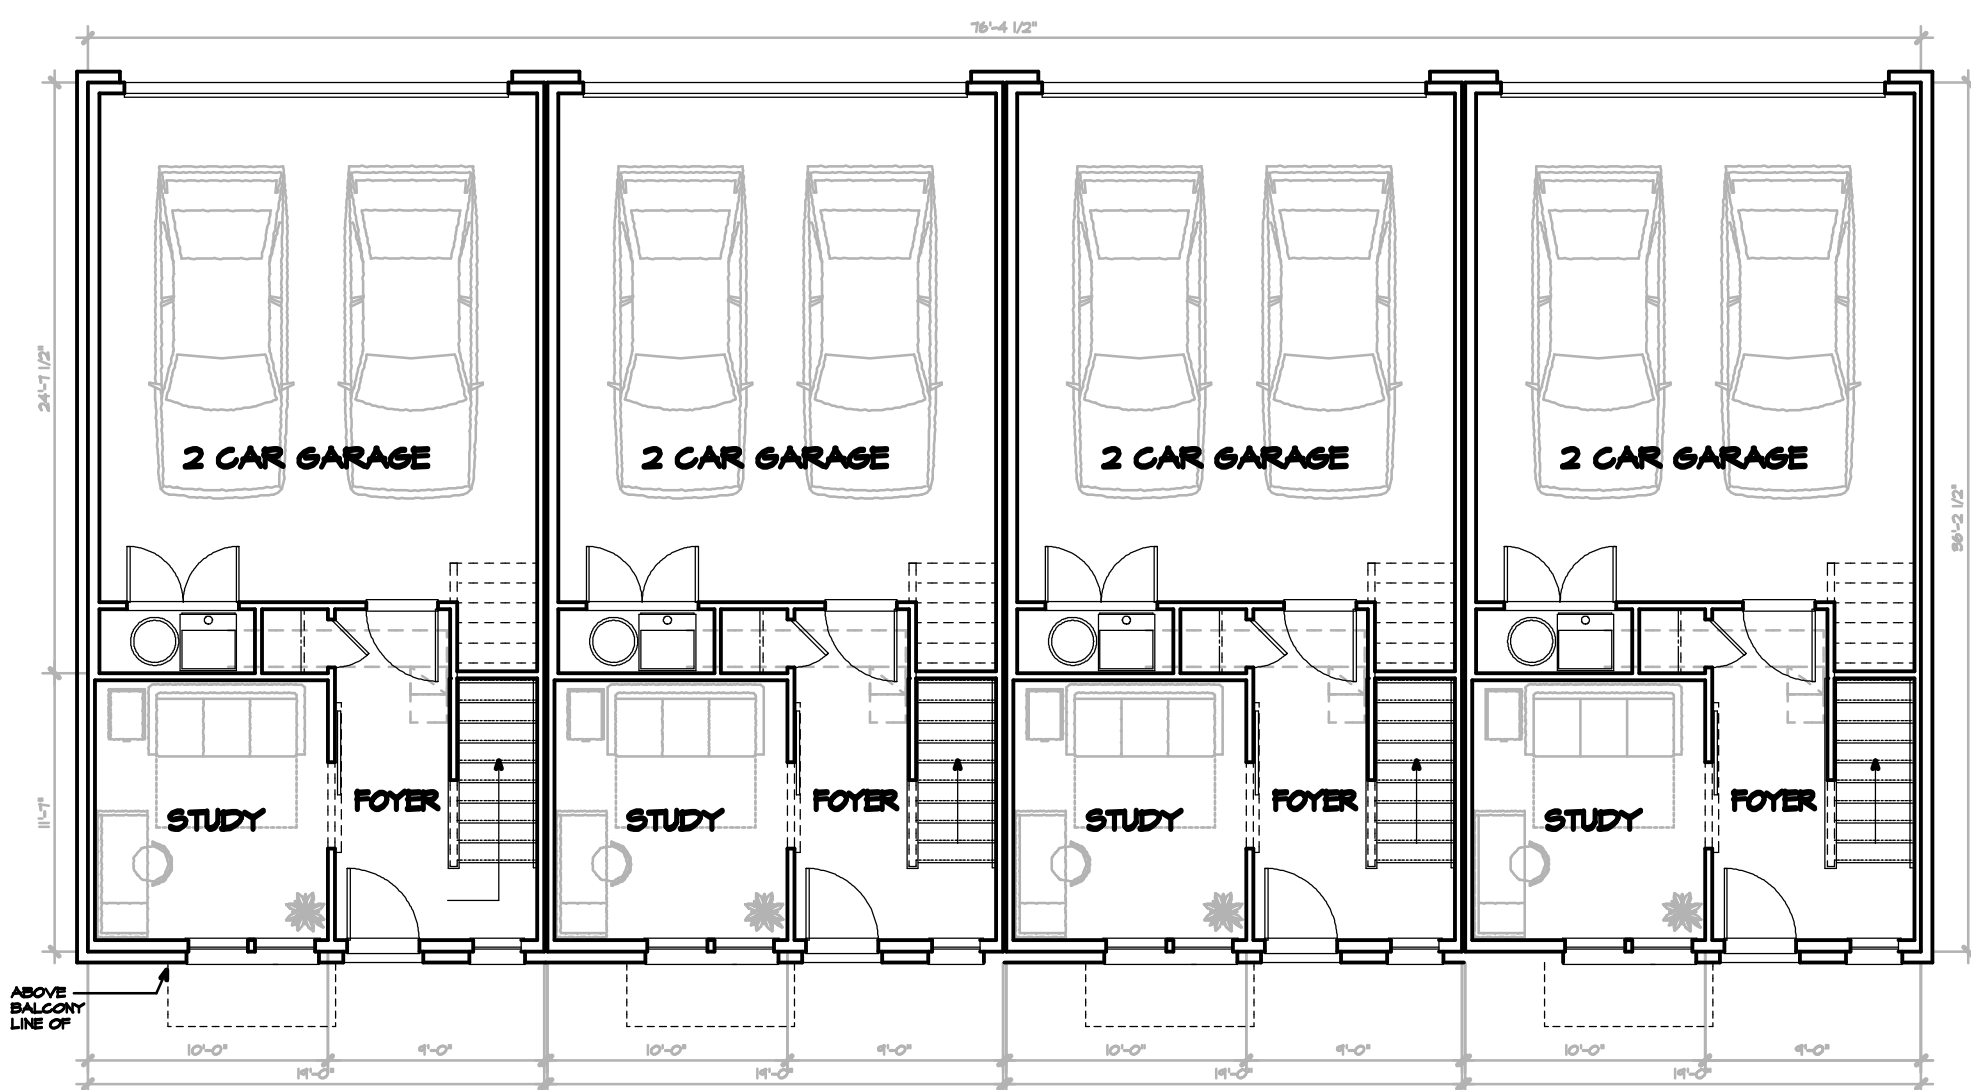 76'-4 1/2"
24'-7 1/2"
36'-2 1/2"
2 CAR GARAGE
2 CAR GARAGE
2 CAR GARAGE
2 CAR GARAGE
11'-7"
STUDY
FOYER
STUDY
FOYER
STUDY
FOYER
STUDY
FOYER
ABOVE
BALCONY
LINE OF
10'-0"
9'-0"
10'-0"
9'-0"
10'-0"
9'-0"
10'-0"
9'-0"
19'-0"
19'-0"
19'-0"
19'-0"